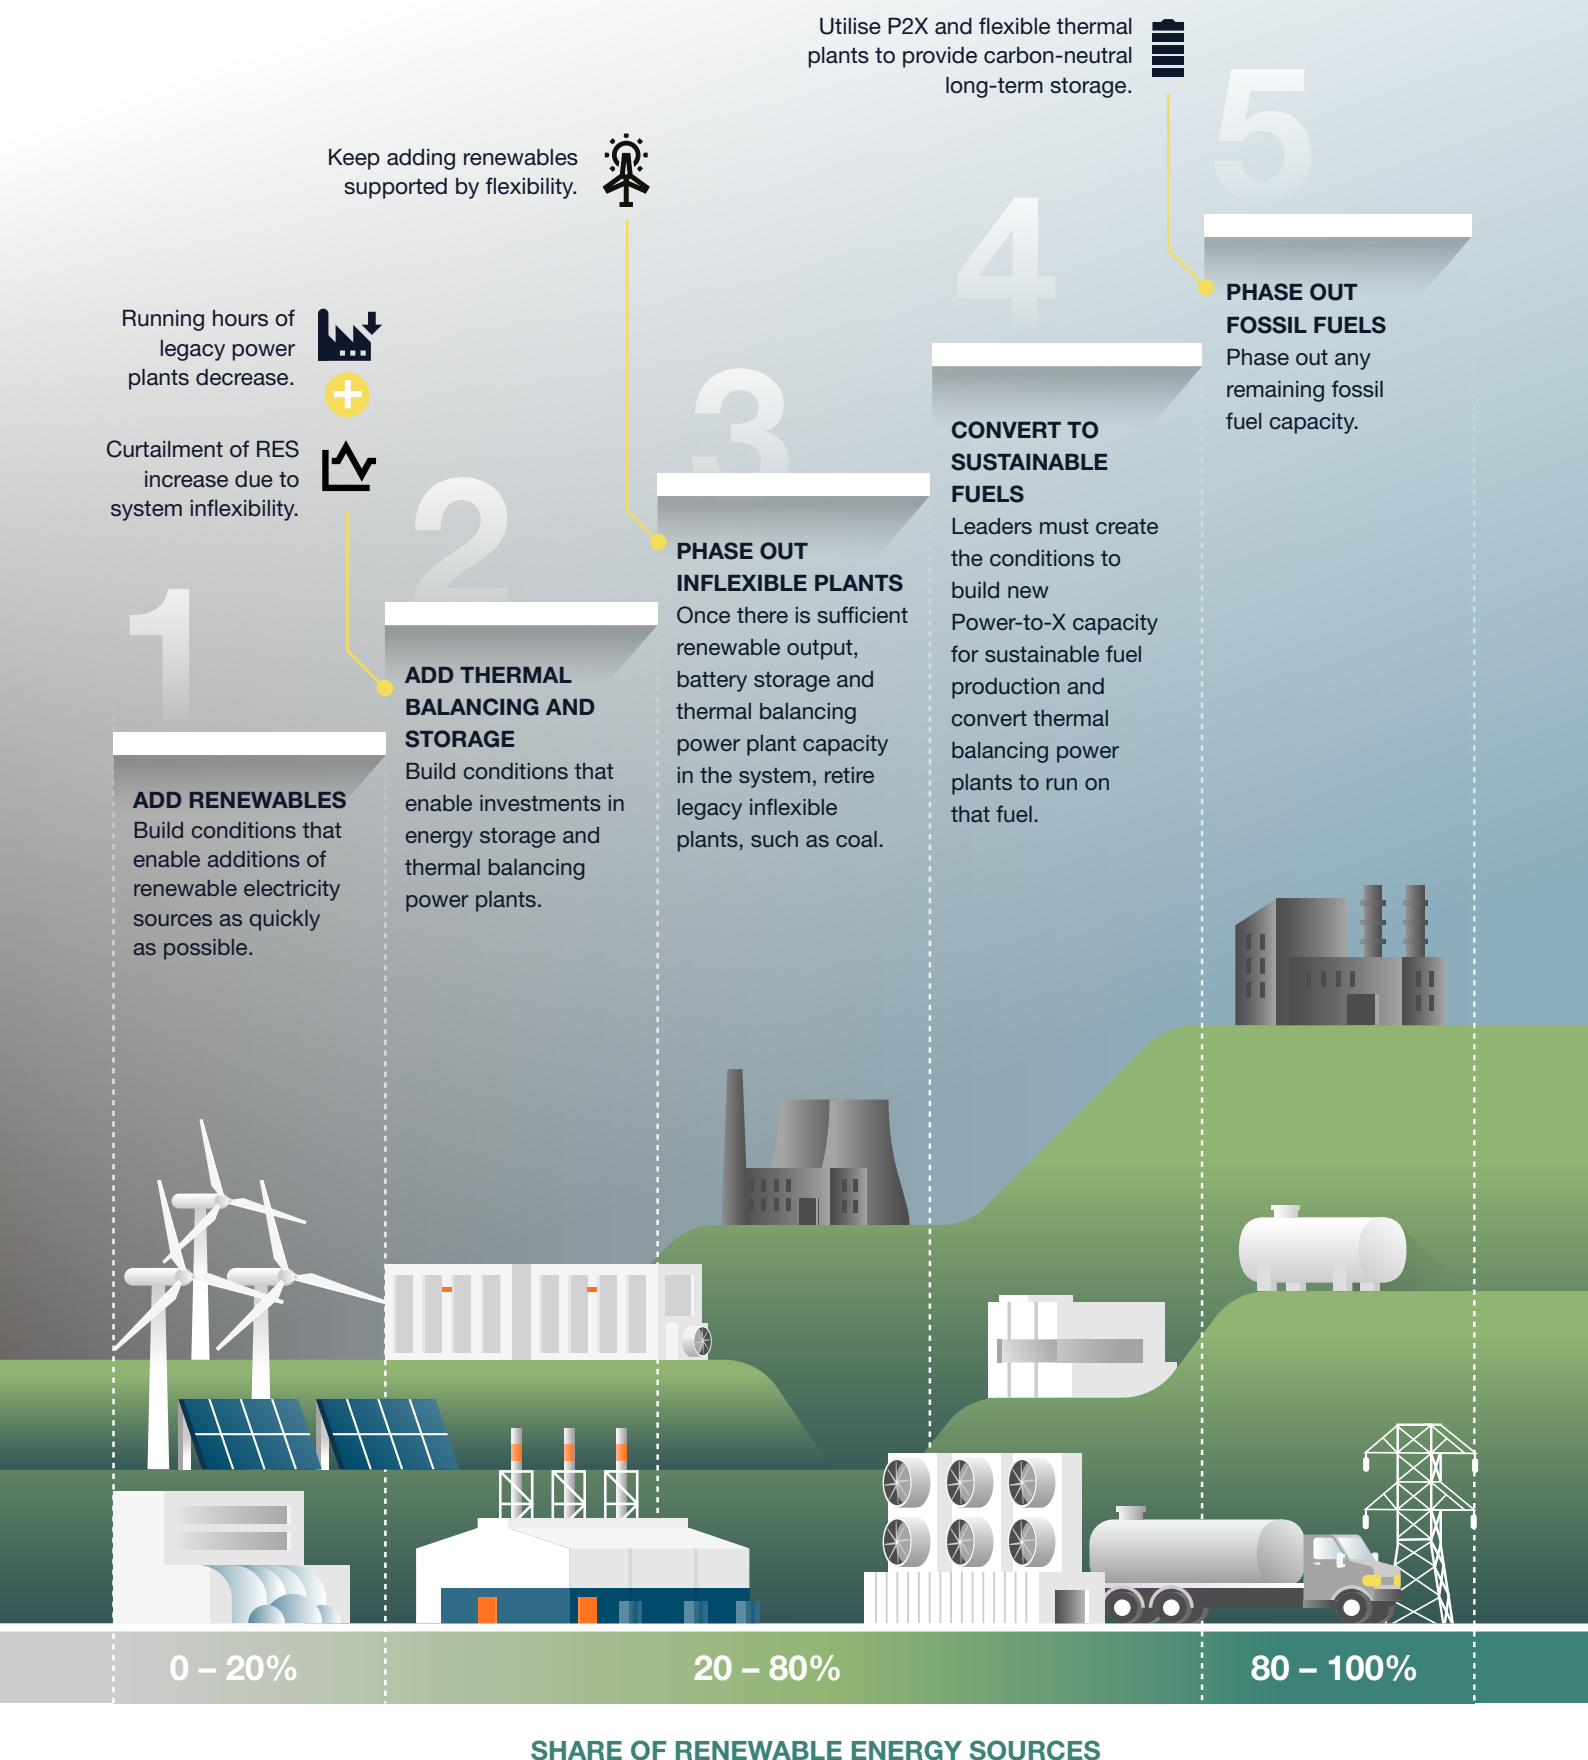 Utilise P2X and flexible thermal
plants to provide carbon-neutral
long-term storage.
Keep adding renewables
supported by flexibility.
Running hours of
legacy power
plants decrease.
Curtailment of RES
increase due to
system inflexibility.
1
ADD RENEWABLES
Build conditions that
enable additions of
renewable electricity
sources as quickly
as possible.
2
ADD THERMAL
BALANCING AND
STORAGE
Build conditions that
enable investments in
energy storage and
thermal balancing
power plants.
3
PHASE OUT
INFLEXIBLE PLANTS
Once there is sufficient
renewable output,
battery storage and
thermal balancing
power plant capacity
in the system, retire
legacy inflexible
plants, such as coal.
4
CONVERT TO
SUSTAINABLE
FUELS
Leaders must create
the conditions to
build new
Power-to-X capacity
for sustainable fuel
production and
convert thermal
balancing power
plants to run on
that fuel.
5
PHASE OUT
FOSSIL FUELS
Phase out any
remaining fossil
fuel capacity.
0 – 20%
20 – 80%
80 – 100%
SHARE OF RENEWABLE ENERGY SOURCES